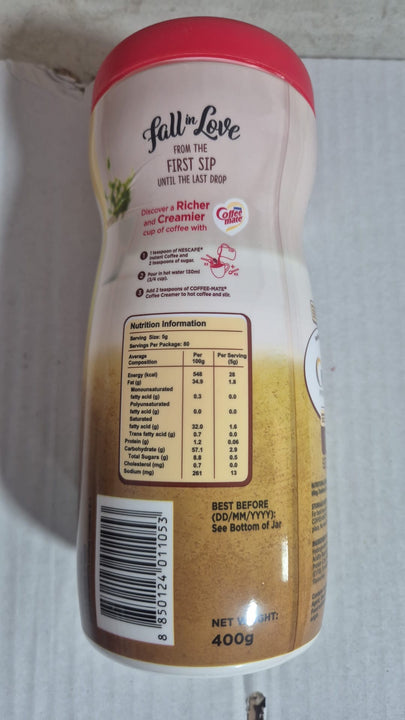 Fall in Love
FROM THE
FIRST SIP
UNTIL THE LAST DROP
Discover a Richer
and Creamier
cup of coffee with
Coffee
mate
1 1 teaspoon of NESCAFÉ®
Instant Coffee and
2 teaspoons of sugar.
2 Pour in hot water 150ml
(3/4 cup).
3 Add 2 teaspoons of COFFEE-MATE®
Coffee Creamer to hot coffee and stir.
Nutrition Information
Serving Size: 5g
Servings Per Package: 80
Average Composition Per 100g Per Serving (5g)
Energy (kcal) 548 28
Fat (g) 34.9 1.8
Monounsaturated
fatty acid (g) 0.3 0.0
Polyunsaturated
fatty acid (g) 0.0 0.0
Saturated
fatty acid (g) 32.0 1.6
Trans fatty acid (g) 0.7 0.0
Protein (g) 1.2 0.06
Carbohydrate (g) 57.1 2.9
Total Sugars (g) 8.8 0.5
Cholesterol (mg) 0.7 0.0
Sodium (mg) 261 13
BEST BEFORE
(DD/MM/YYYY):
See Bottom of Jar
8 850124 011053
NET WEIGHT:
400g